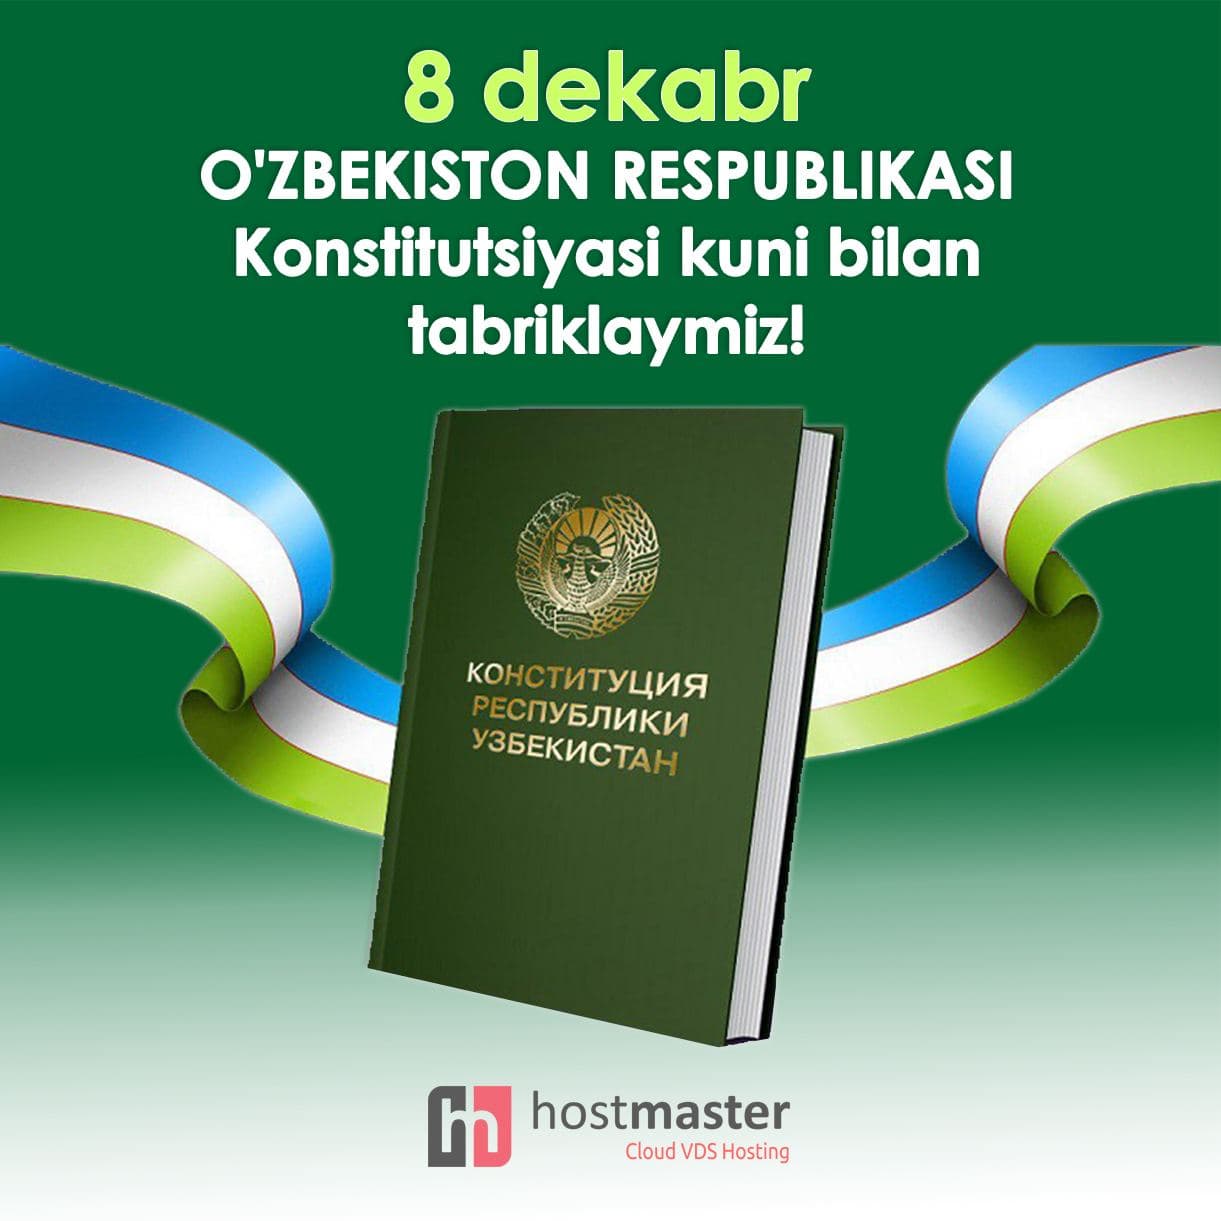 8 dekabr
O'ZBEKISTON RESPUBLIKASI
Konstitutsiyasi kuni bilan
tabriklaymiz!
КОНСТИТУЦИЯ
РЕСПУБЛИКИ
УЗБЕКИСТАН
hostmaster
Cloud VDS Hosting